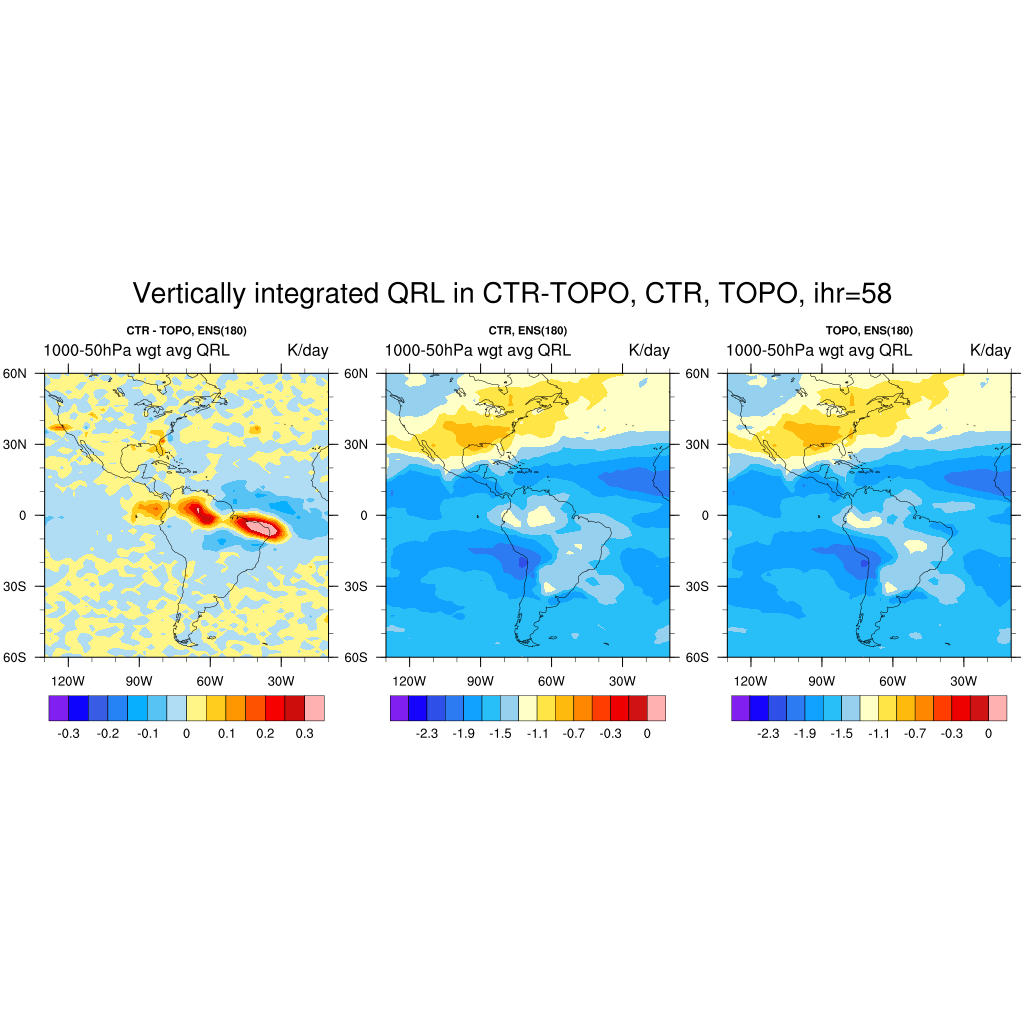 Vertically integrated QRL in CTR-TOPO, CTR, TOPO, ihr=58
CTR - TOPO, ENS(180)
1000-50hPa wgt avg QRL K/day
60N
30N
0
30S
60S
120W 90W 60W 30W
-0.3 -0.2 -0.1 0 0.1 0.2 0.3
CTR, ENS(180)
1000-50hPa wgt avg QRL K/day
60N
30N
0
30S
60S
120W 90W 60W 30W
-2.3 -1.9 -1.5 -1.1 -0.7 -0.3 0
TOPO, ENS(180)
1000-50hPa wgt avg QRL K/day
60N
30N
0
30S
60S
120W 90W 60W 30W
-2.3 -1.9 -1.5 -1.1 -0.7 -0.3 0